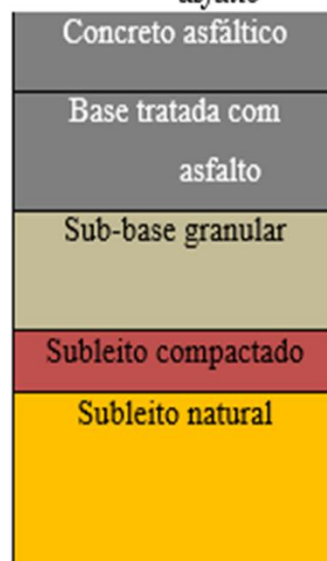 Concreto asfáltico
Base tratada com
asfalto
Sub-base granular
Subleito compactado
Subleito natural